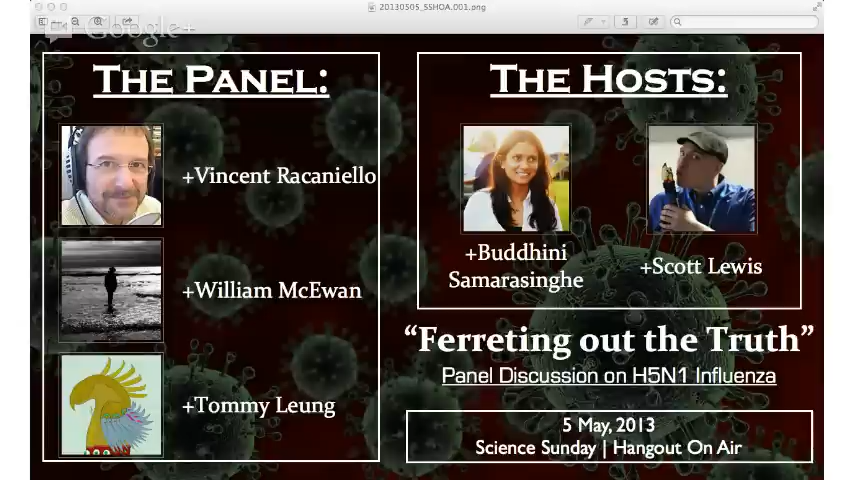 20130505_SSHOA.001.png
Google+
THE PANEL:
+Vincent Racaniello
+William McEwan
+Tommy Leung
THE HOSTS:
+Buddhini
Samarasinghe
+Scott Lewis
“Ferreting out the Truth”
Panel Discussion on H5N1 Influenza
5 May, 2013
Science Sunday | Hangout On Air